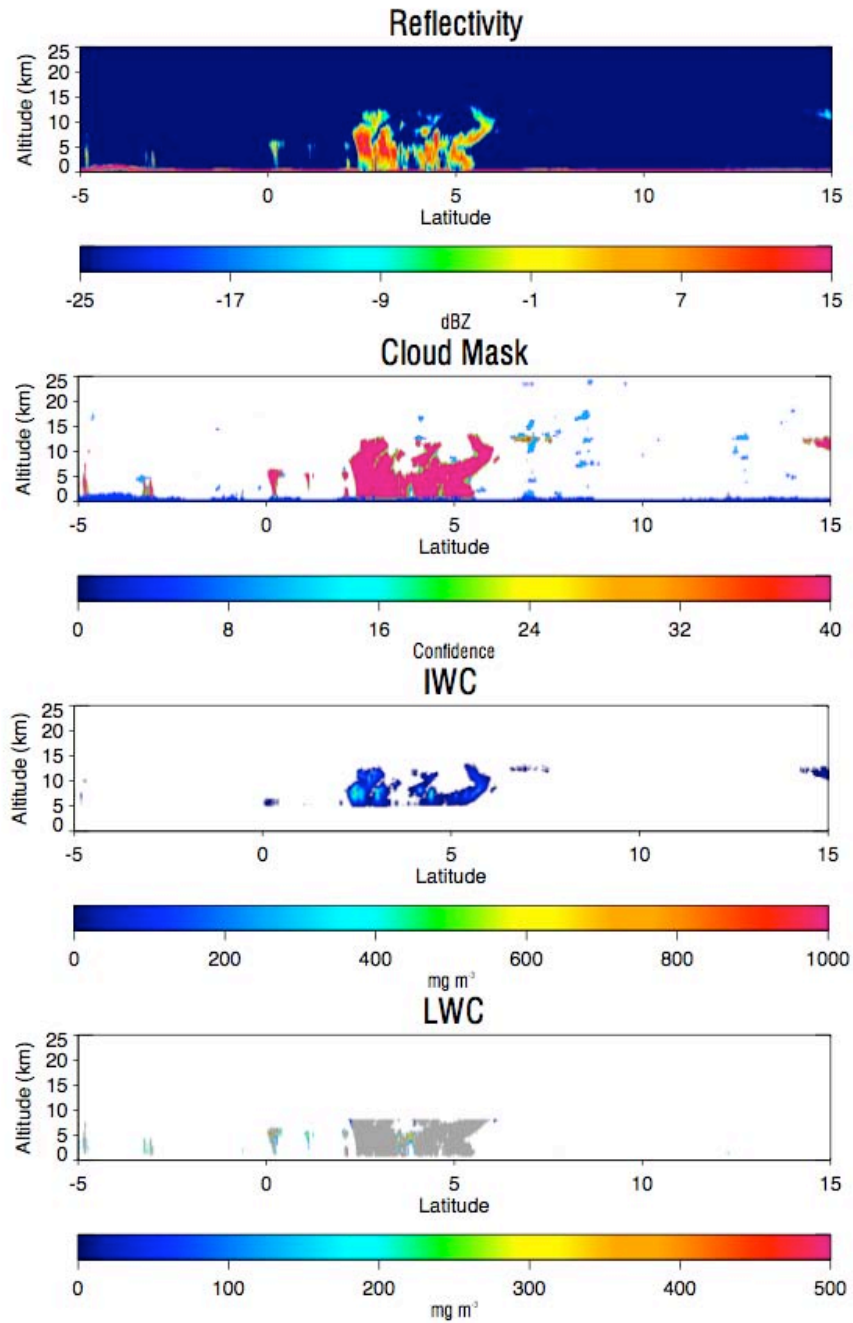 Reflectivity
25
20
15
10
5
0
Altitude (km)
-5 0 5 10 15
Latitude
-25 -17 -9 -1 7 15
dBZ
Cloud Mask
25
20
15
10
5
0
Altitude (km)
-5 0 5 10 15
Latitude
0 8 16 24 32 40
Confidence
IWC
25
20
15
10
5
0
Altitude (km)
-5 0 5 10 15
Latitude
0 200 400 600 800 1000
mg m⁻³
LWC
25
20
15
10
5
0
Altitude (km)
-5 0 5 10 15
Latitude
0 100 200 300 400 500
mg m⁻³